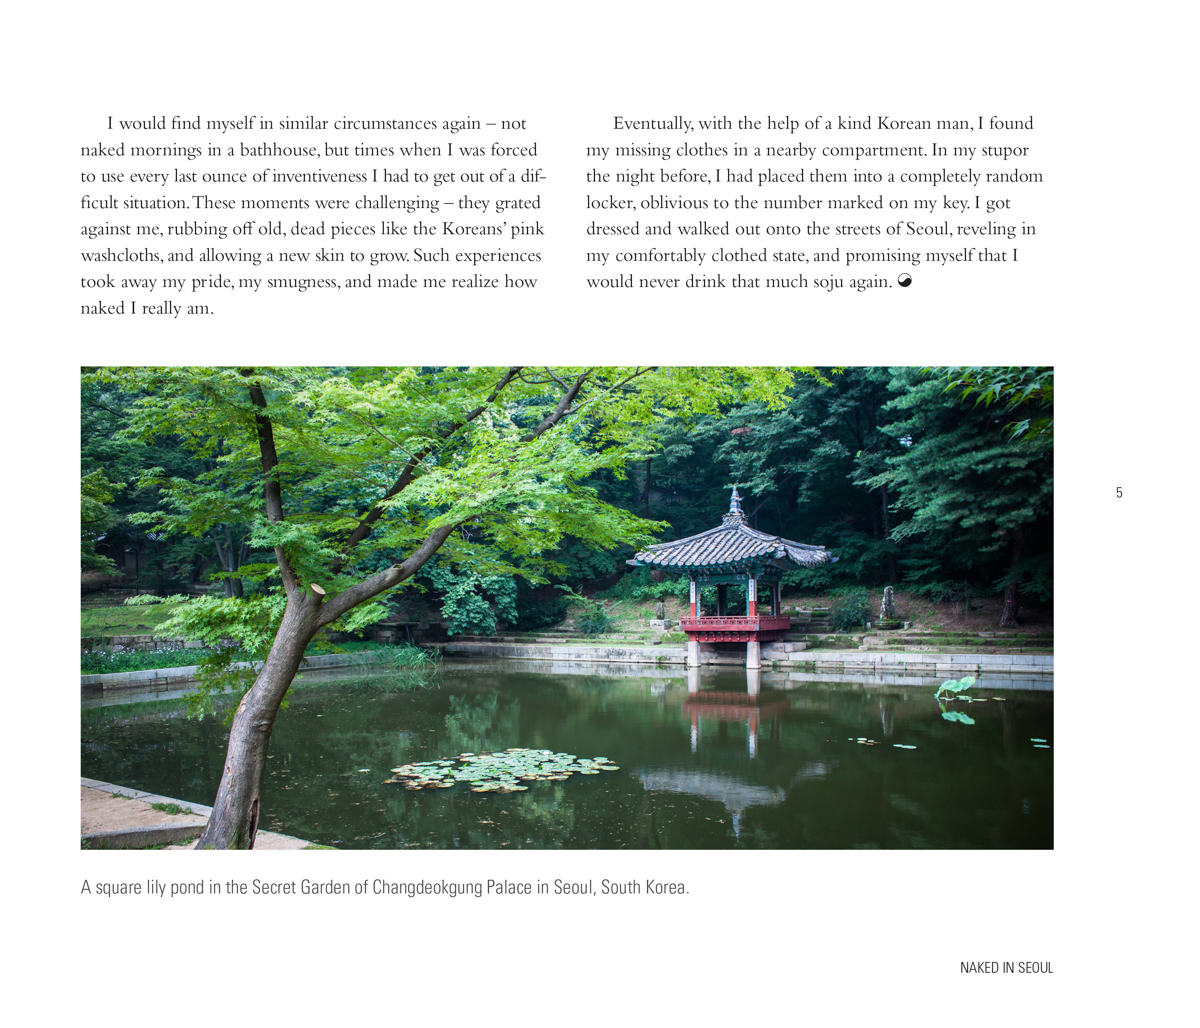 I would find myself in similar circumstances again – not
naked mornings in a bathhouse, but times when I was forced
to use every last ounce of inventiveness I had to get out of a dif-
ficult situation. These moments were challenging – they grated
against me, rubbing off old, dead pieces like the Koreans’ pink
washcloths, and allowing a new skin to grow. Such experiences
took away my pride, my smugness, and made me realize how
naked I really am.
Eventually, with the help of a kind Korean man, I found
my missing clothes in a nearby compartment. In my stupor
the night before, I had placed them into a completely random
locker, oblivious to the number marked on my key. I got
dressed and walked out onto the streets of Seoul, reveling in
my comfortably clothed state, and promising myself that I
would never drink that much soju again.
5
A square lily pond in the Secret Garden of Changdeokgung Palace in Seoul, South Korea.
NAKED IN SEOUL